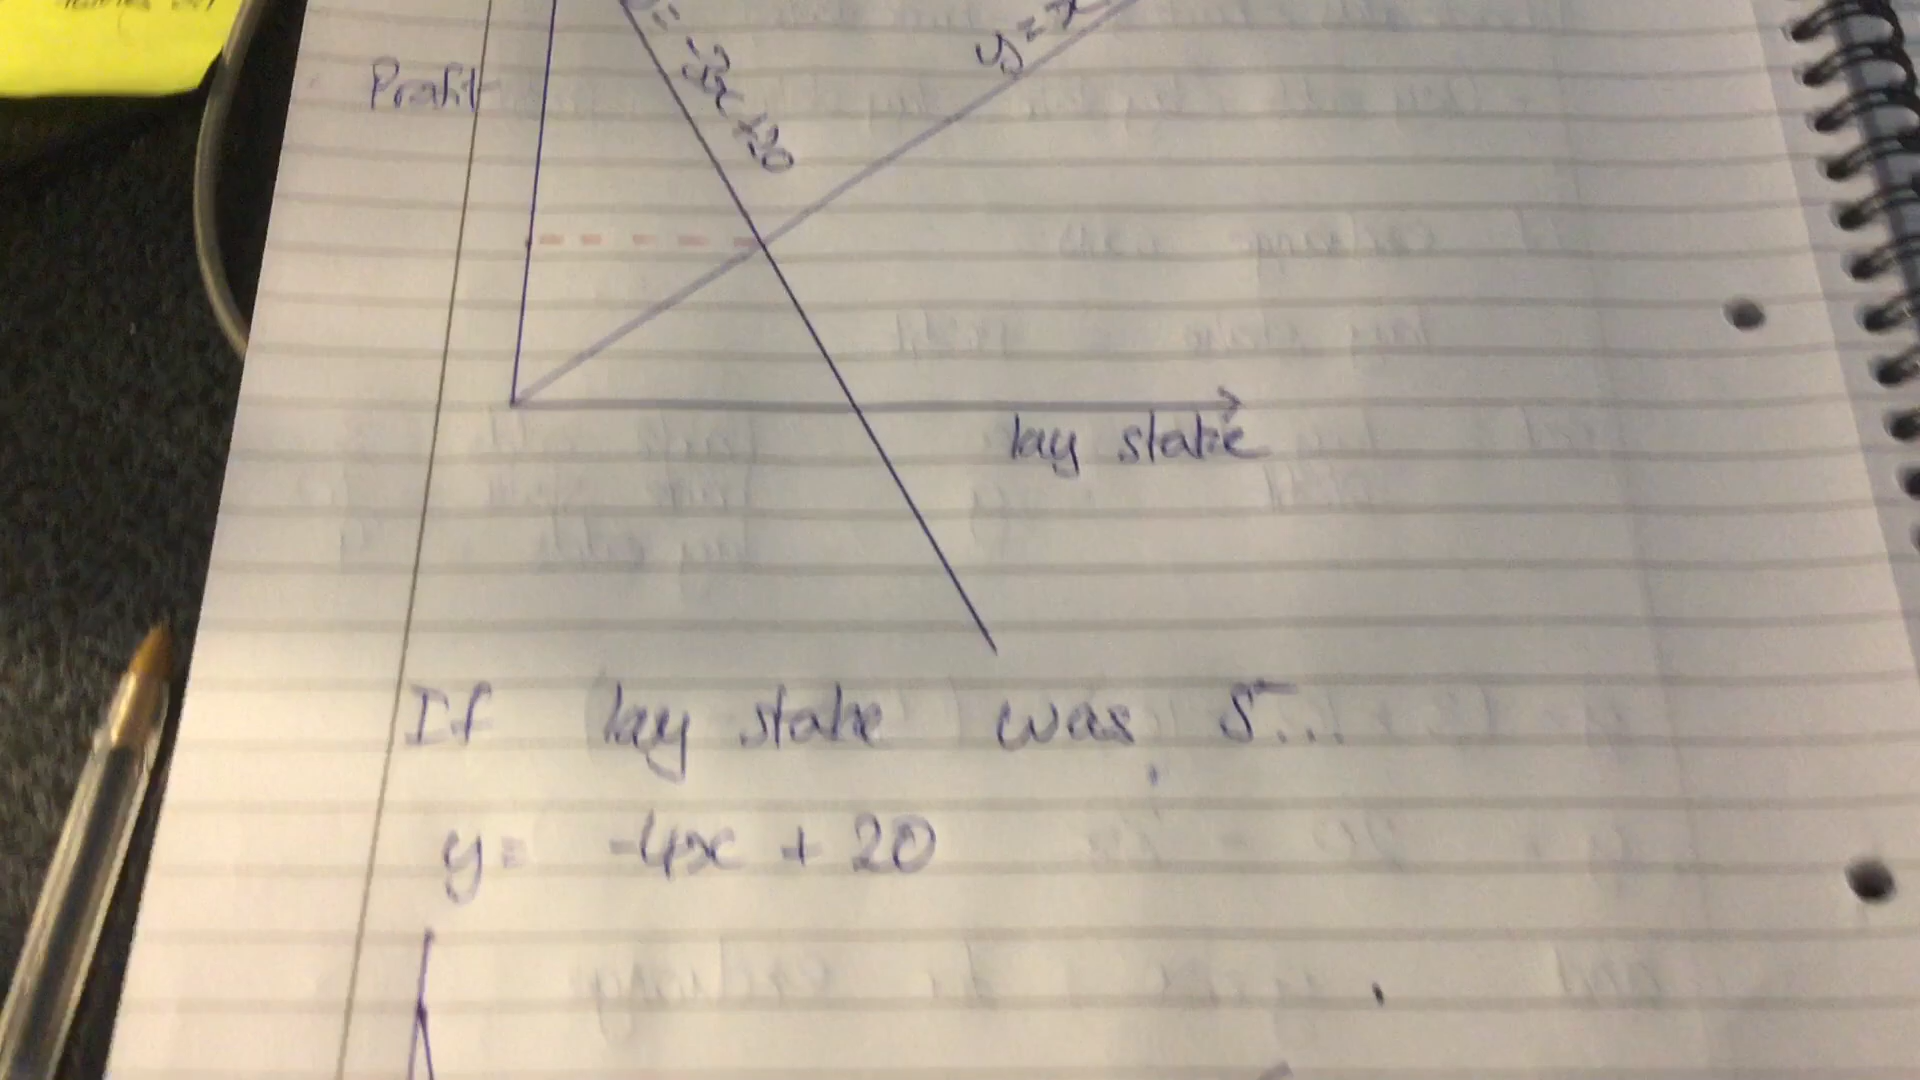 y = x
= -3x + 20
Profit
lay stake
If lay stake was 5...
y = -4x + 20